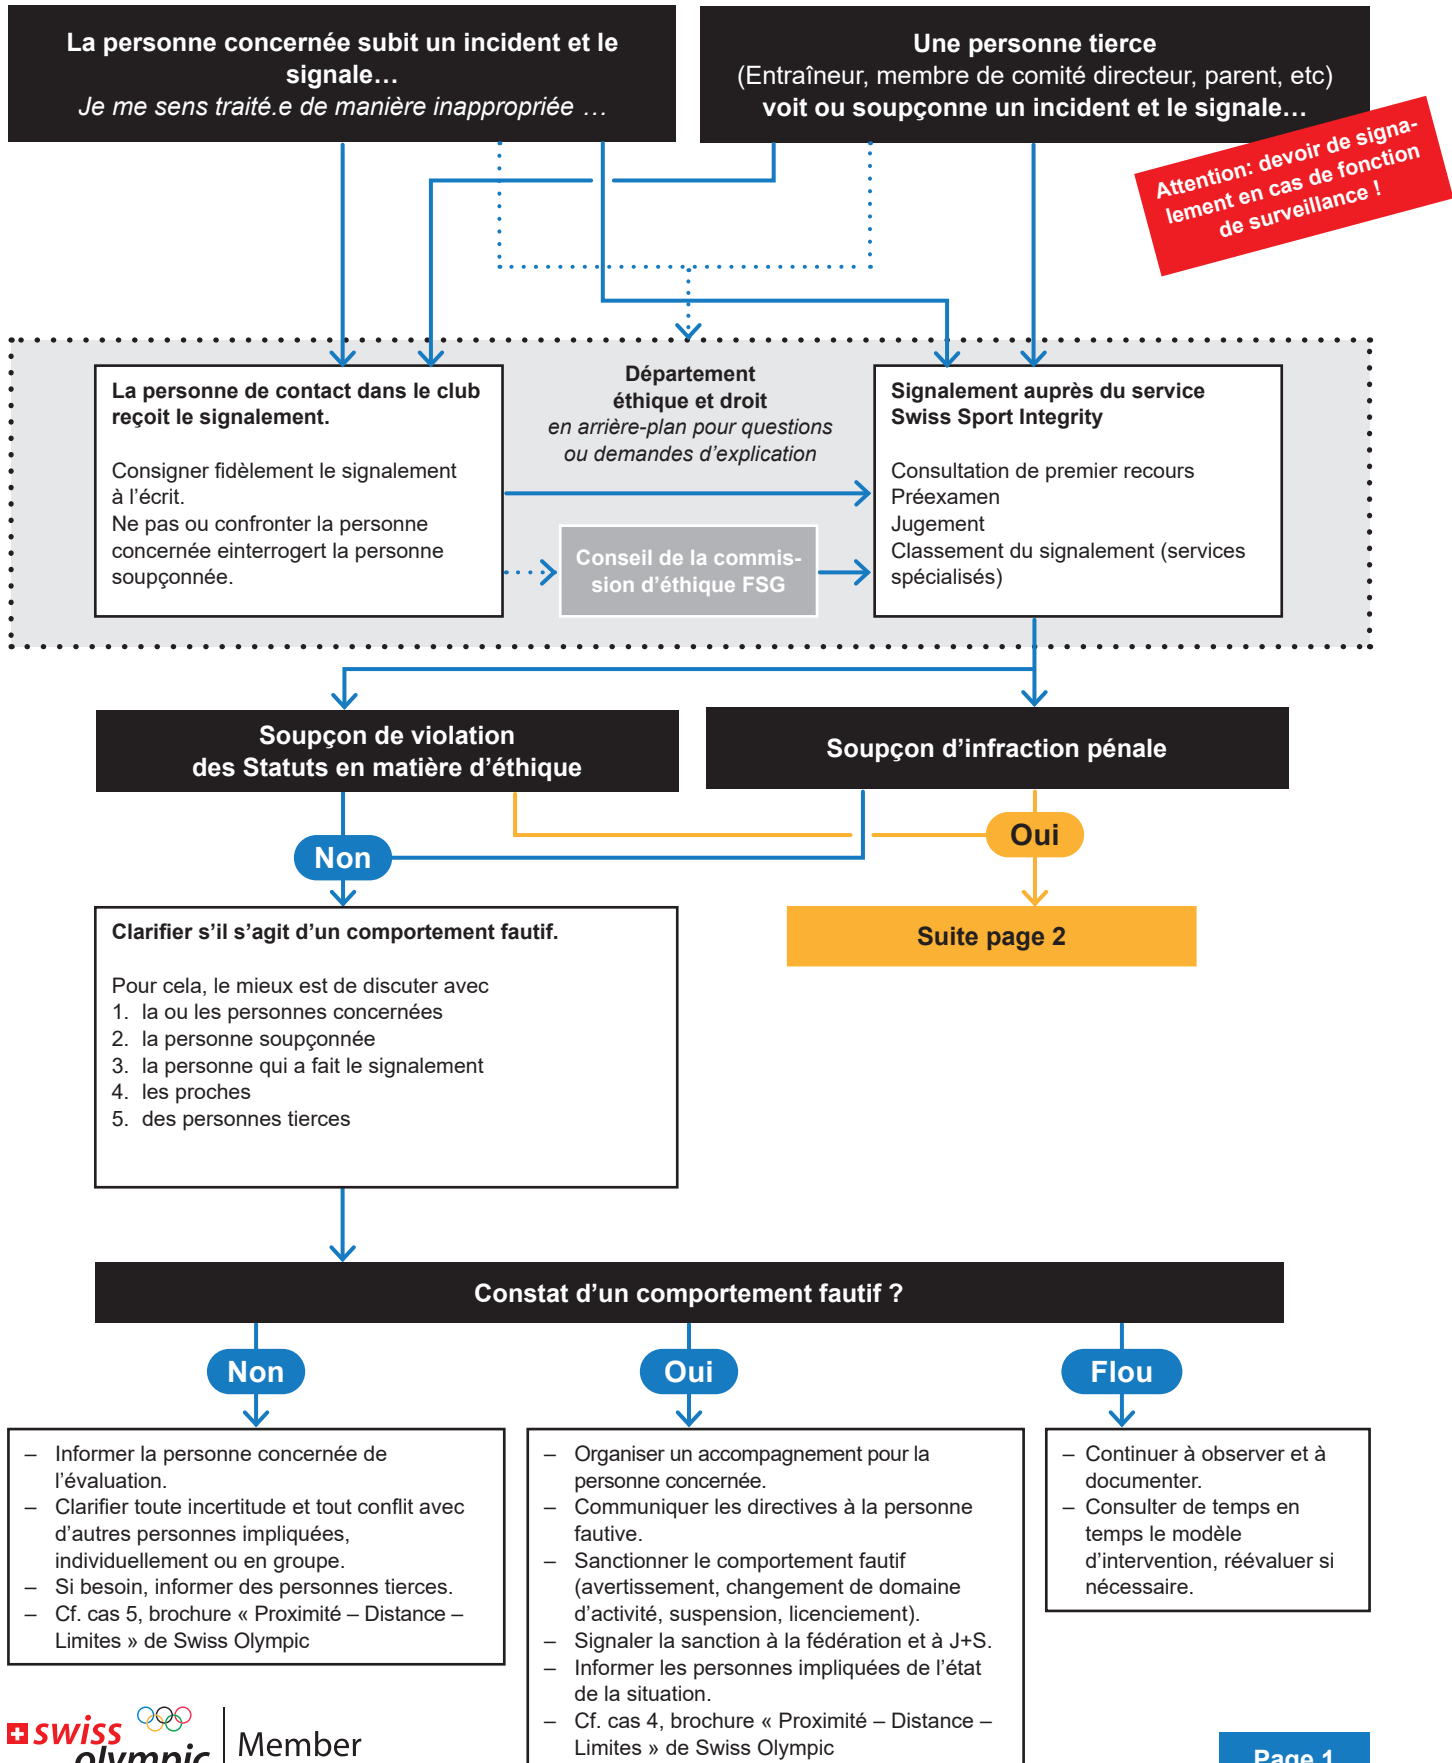 La personne concernée subit un incident et le
signale…
Je me sens traité.e de manière inappropriée …
Une personne tierce
(Entraîneur, membre de comité directeur, parent, etc)
voit ou soupçonne un incident et le signale…
Attention: devoir de signa-
lement en cas de fonction
de surveillance !
La personne de contact dans le club
reçoit le signalement.
Consigner fidèlement le signalement
à l’écrit.
Ne pas ou confronter la personne
concernée einterrogert la personne
soupçonnée.
Département
éthique et droit
en arrière-plan pour questions
ou demandes d’explication
Conseil de la commis-
sion d’éthique FSG
Signalement auprès du service
Swiss Sport Integrity
Consultation de premier recours
Préexamen
Jugement
Classement du signalement (services
spécialisés)
Soupçon de violation
des Statuts en matière d’éthique
Soupçon d’infraction pénale
Non
Oui
Clarifier s’il s’agit d’un comportement fautif.
Pour cela, le mieux est de discuter avec
1. la ou les personnes concernées
2. la personne soupçonnée
3. la personne qui a fait le signalement
4. les proches
5. des personnes tierces
Suite page 2
Constat d’un comportement fautif ?
Non
Oui
Flou
– Informer la personne concernée de
l’évaluation.
– Clarifier toute incertitude et tout conflit avec
d’autres personnes impliquées,
individuellement ou en groupe.
– Si besoin, informer des personnes tierces.
– Cf. cas 5, brochure « Proximité – Distance –
Limites » de Swiss Olympic
– Organiser un accompagnement pour la
personne concernée.
– Communiquer les directives à la personne
fautive.
– Sanctionner le comportement fautif
(avertissement, changement de domaine
d’activité, suspension, licenciement).
– Signaler la sanction à la fédération et à J+S.
– Informer les personnes impliquées de l’état
de la situation.
– Cf. cas 4, brochure « Proximité – Distance –
Limites » de Swiss Olympic
– Continuer à observer et à
documenter.
– Consulter de temps en
temps le modèle
d’intervention, réévaluer si
nécessaire.
swiss
olympic
Member
Page 1